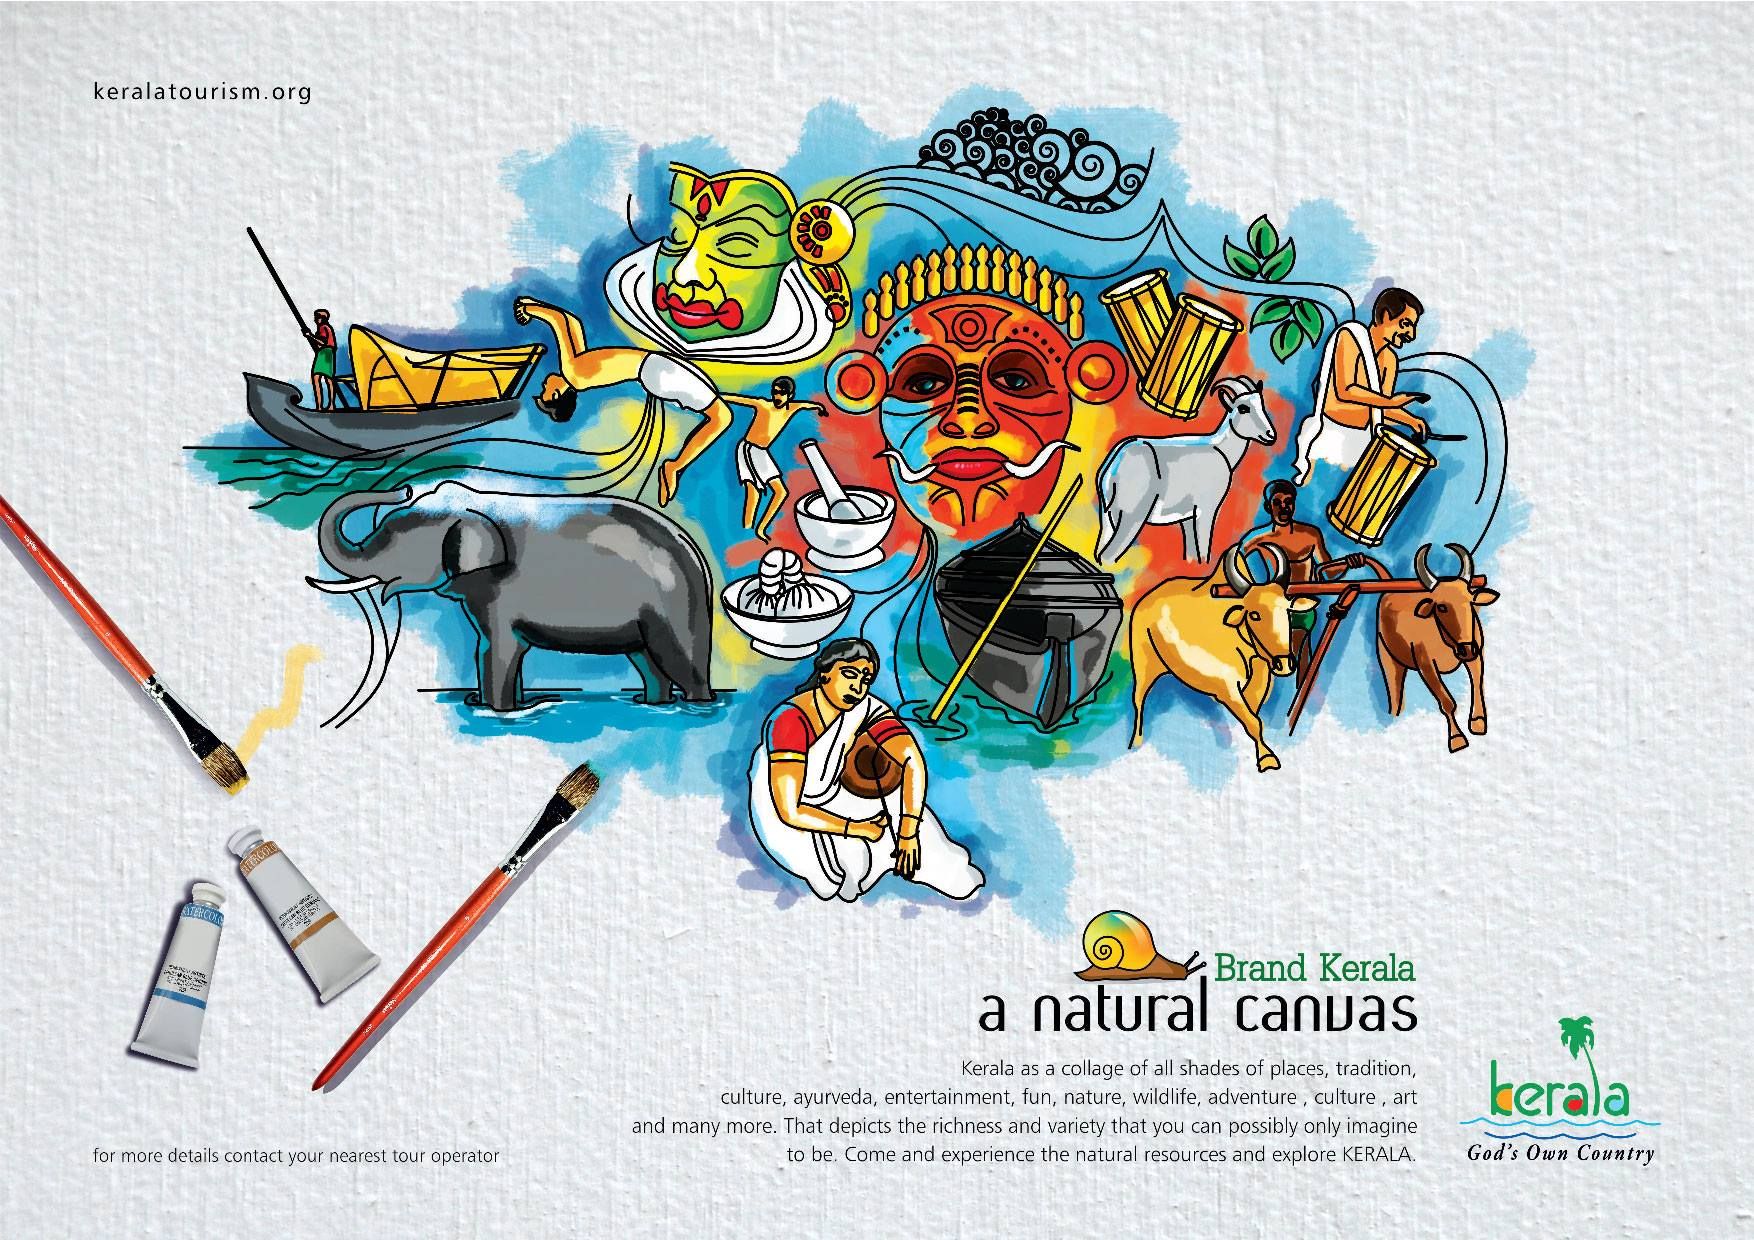 keralatourism.org
WATERCOLO
Brand Kerala
a natural canvas
Kerala as a collage of all shades of places, tradition,
culture, ayurveda, entertainment, fun, nature, wildlife, adventure , culture , art
and many more. That depicts the richness and variety that you can possibly only imagine
to be. Come and experience the natural resources and explore KERALA.
kerala
God's Own Country
for more details contact your nearest tour operator